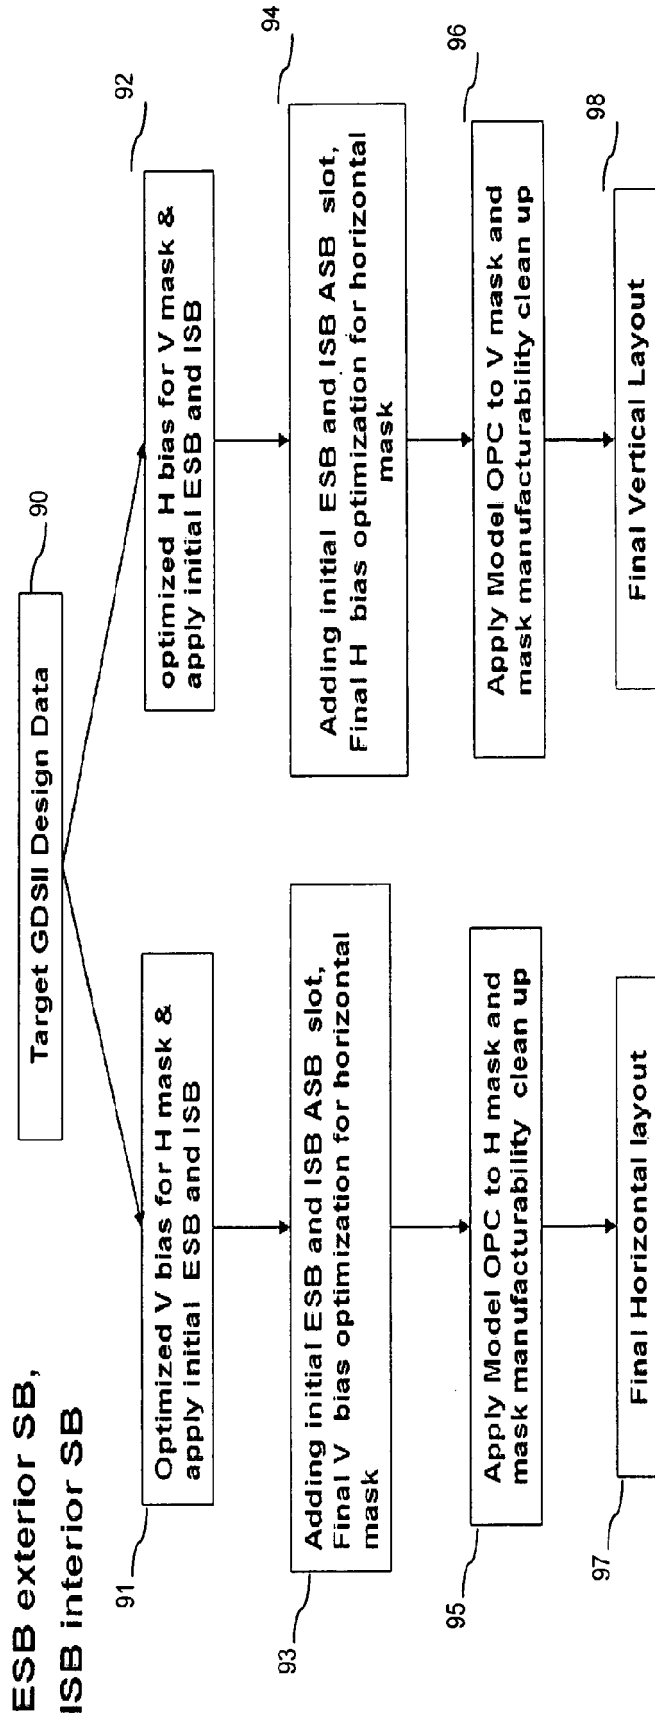 ESB exterior SB,
ISB interior SB
Target GDSII Design Data
90
91
Optimized V bias for H mask &
apply initial ESB and ISB
92
optimized H bias for V mask &
apply initial ESB and ISB
93
Adding initial ESB and ISB ASB slot,
Final V bias optimization for horizontal
mask
94
Adding initial ESB and ISB ASB slot,
Final H bias optimization for horizontal
mask
95
Apply Model OPC to H mask and
mask manufacturability clean up
96
Apply Model OPC to V mask and
mask manufacturability clean up
97
Final Horizontal layout
98
Final Vertical Layout